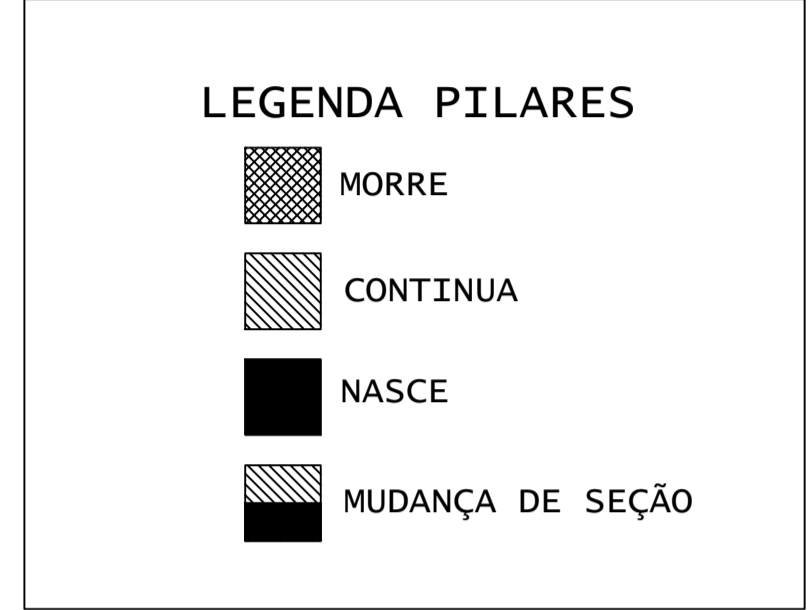 LEGENDA PILARES
MORRE
CONTINUA
NASCE
MUDANÇA DE SEÇÃO